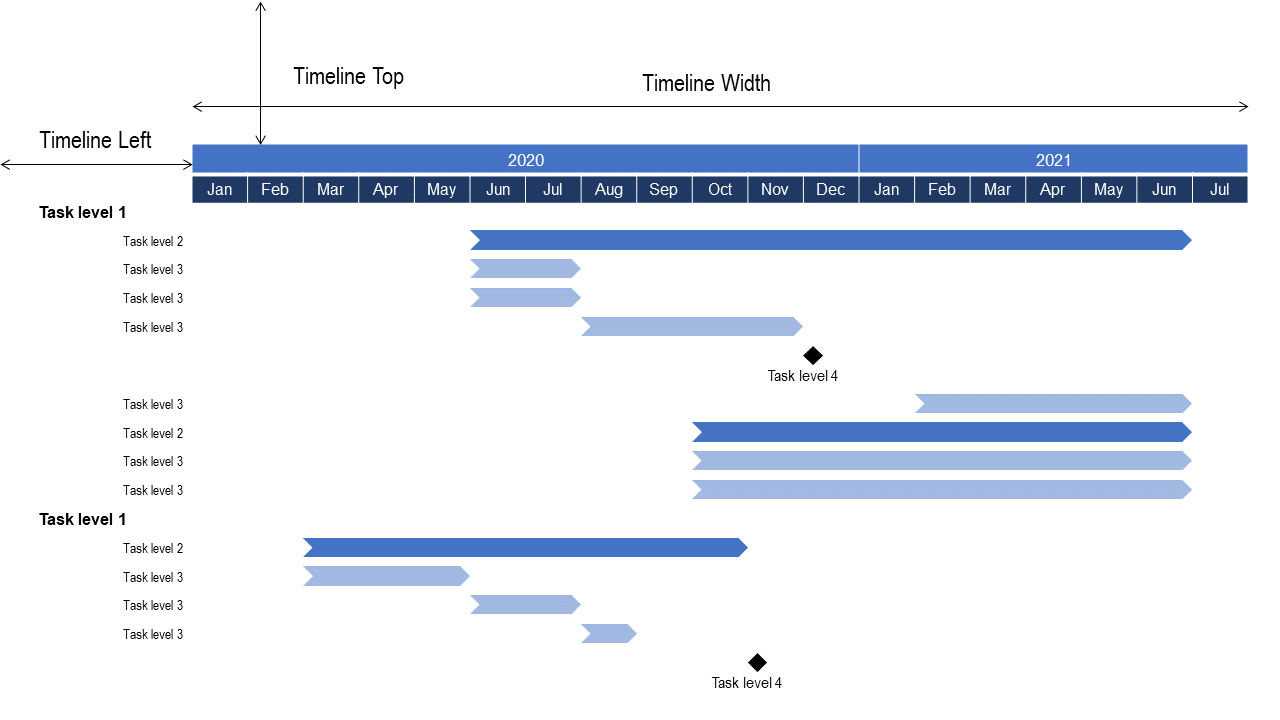 Timeline Top
Timeline Width
Timeline Left
2020 2021
Jan Feb Mar Apr May Jun Jul Aug Sep Oct Nov Dec Jan Feb Mar Apr May Jun Jul
Task level 1
Task level 2
Task level 3
Task level 3
Task level 3
Task level 4
Task level 3
Task level 2
Task level 3
Task level 3
Task level 1
Task level 2
Task level 3
Task level 3
Task level 3
Task level 4